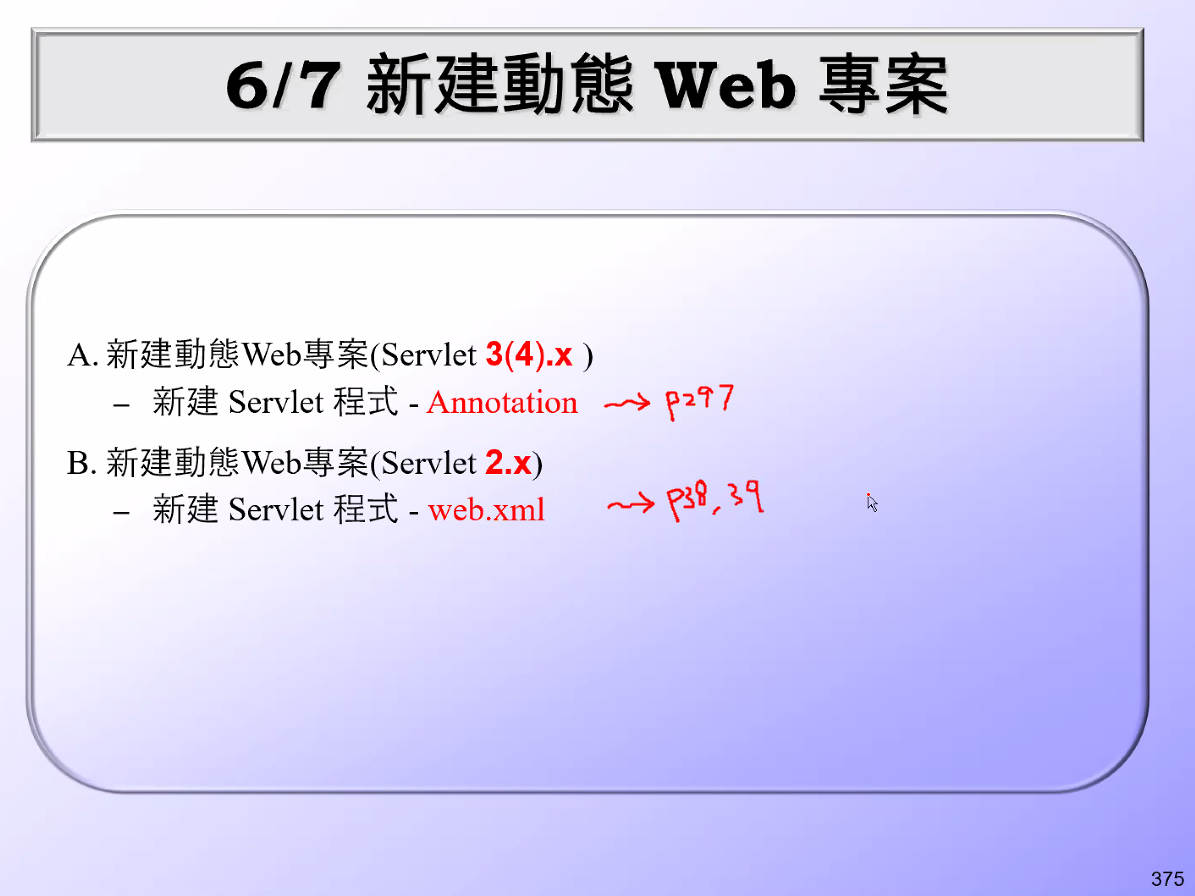 6/7 新建動態 Web 專案
A. 新建動態Web專案(Servlet 3(4).x )
– 新建 Servlet 程式 - Annotation → p297
B. 新建動態Web專案(Servlet 2.x)
– 新建 Servlet 程式 - web.xml → p38, 39
375